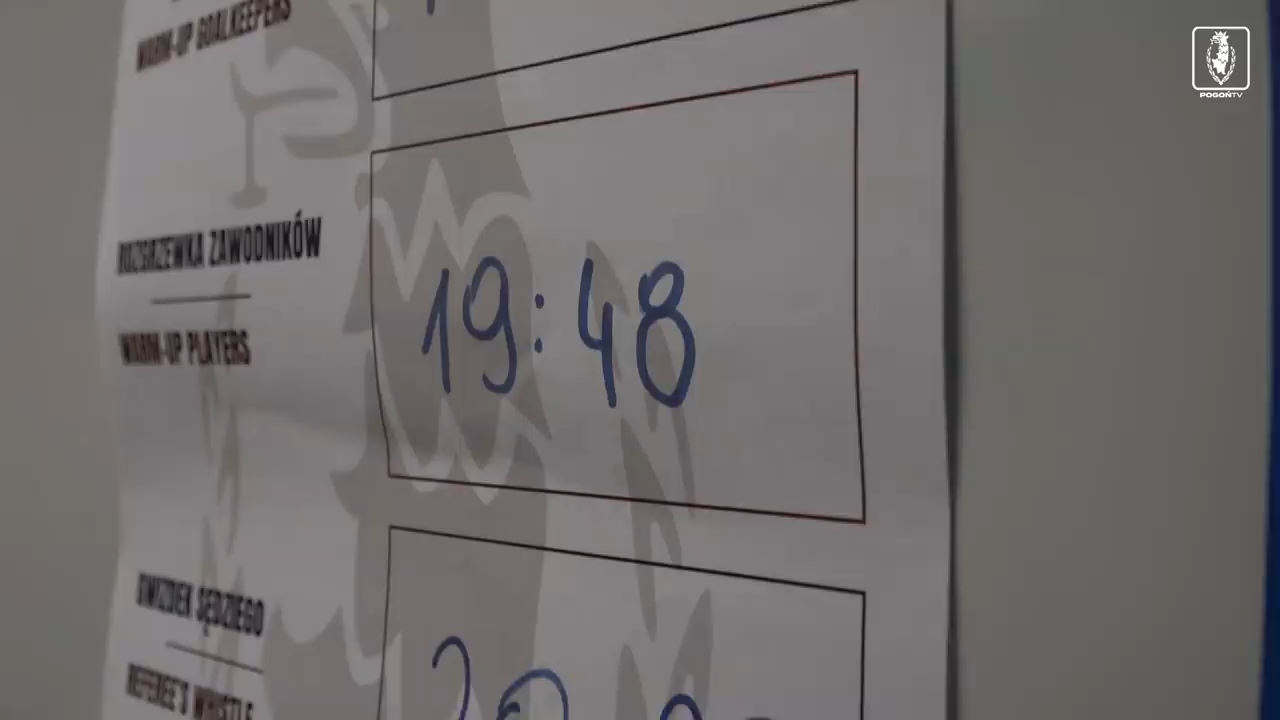 WARM-UP GOALKEEPERS
POGOŃTV
ROZGRZEWKA ZAWODNIKÓW
WARM-UP PLAYERS
19:48
GWIZDEK SĘDZIEGO
REFEREE'S WHISTLE